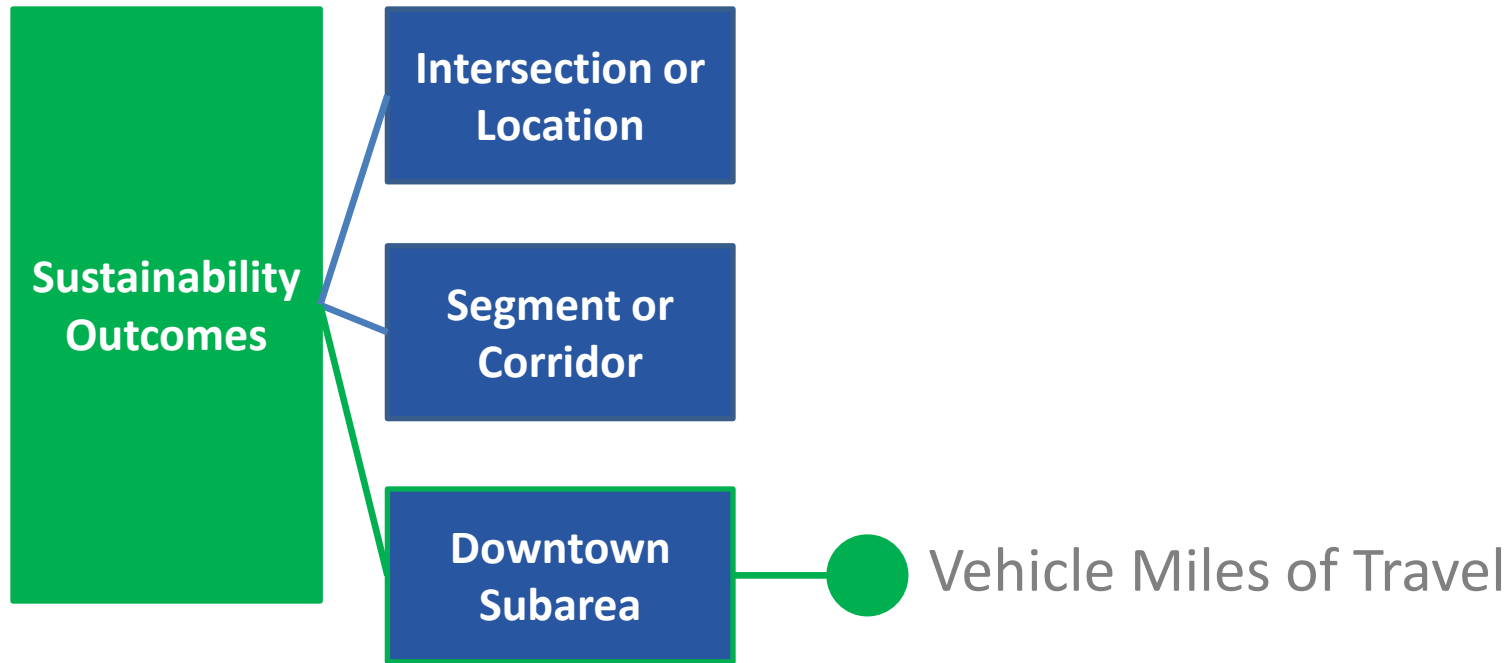 Sustainability
Outcomes
Intersection or
Location
Segment or
Corridor
Downtown
Subarea
Vehicle Miles of Travel